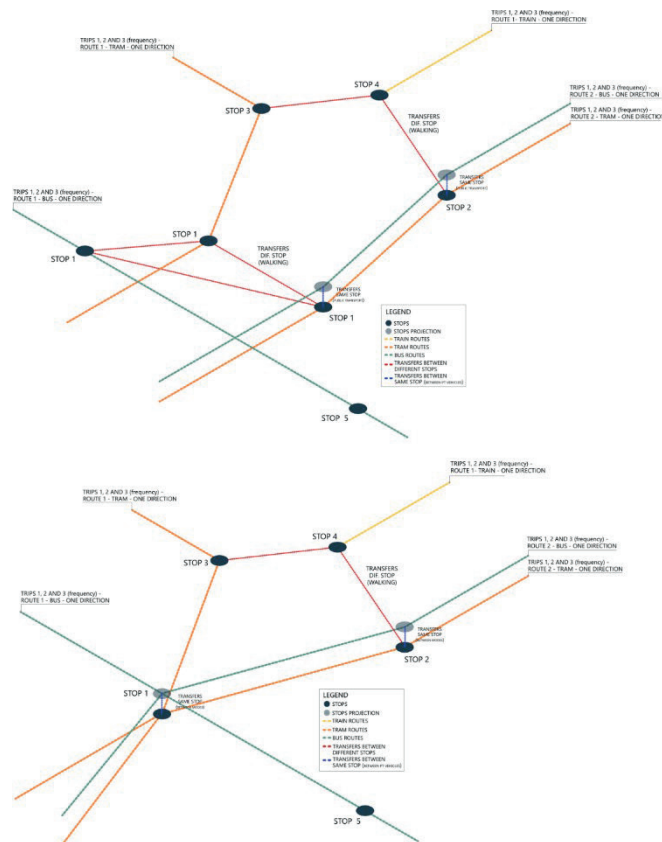 TRIPS 1, 2 AND 3 (frequency) -
ROUTE 1- TRAIN - ONE DIRECTION
TRIPS 1, 2 AND 3 (frequency) -
ROUTE 1 - TRAM - ONE DIRECTION
STOP 4
STOP 3
TRANSFERS
DIF. STOP
(WALKING)
TRIPS 1, 2 AND 3 (frequency) -
ROUTE 2 - BUS - ONE DIRECTION
TRIPS 1, 2 AND 3 (frequency) -
ROUTE 2 - TRAM - ONE DIRECTION
TRANSFERS
SAME STOP
STOP 2
TRIPS 1, 2 AND 3 (frequency) -
ROUTE 1 - BUS - ONE DIRECTION
STOP 1
STOP 1
TRANSFERS
DIF. STOP
(WALKING)
TRANSFERS
SAME STOP
STOP 1
LEGEND
STOPS
STOPS PROJECTION
TRAIN ROUTES
TRAM ROUTES
BUS ROUTES
TRANSFERS BETWEEN
DIFFERENT STOPS
TRANSFERS BETWEEN
SAME STOP
STOP 5
TRIPS 1, 2 AND 3 (frequency) -
ROUTE 1- TRAIN - ONE DIRECTION
TRIPS 1, 2 AND 3 (frequency) -
ROUTE 1 - TRAM - ONE DIRECTION
STOP 4
STOP 3
TRANSFERS
DIF. STOP
(WALKING)
TRIPS 1, 2 AND 3 (frequency) -
ROUTE 2 - BUS - ONE DIRECTION
TRIPS 1, 2 AND 3 (frequency) -
ROUTE 2 - TRAM - ONE DIRECTION
TRIPS 1, 2 AND 3 (frequency) -
ROUTE 1 - BUS - ONE DIRECTION
TRANSFERS
SAME STOP
STOP 2
STOP 1
TRANSFERS
SAME STOP
LEGEND
STOPS
STOPS PROJECTION
TRAIN ROUTES
TRAM ROUTES
BUS ROUTES
TRANSFERS BETWEEN
DIFFERENT STOPS
TRANSFERS BETWEEN
SAME STOP
STOP 5